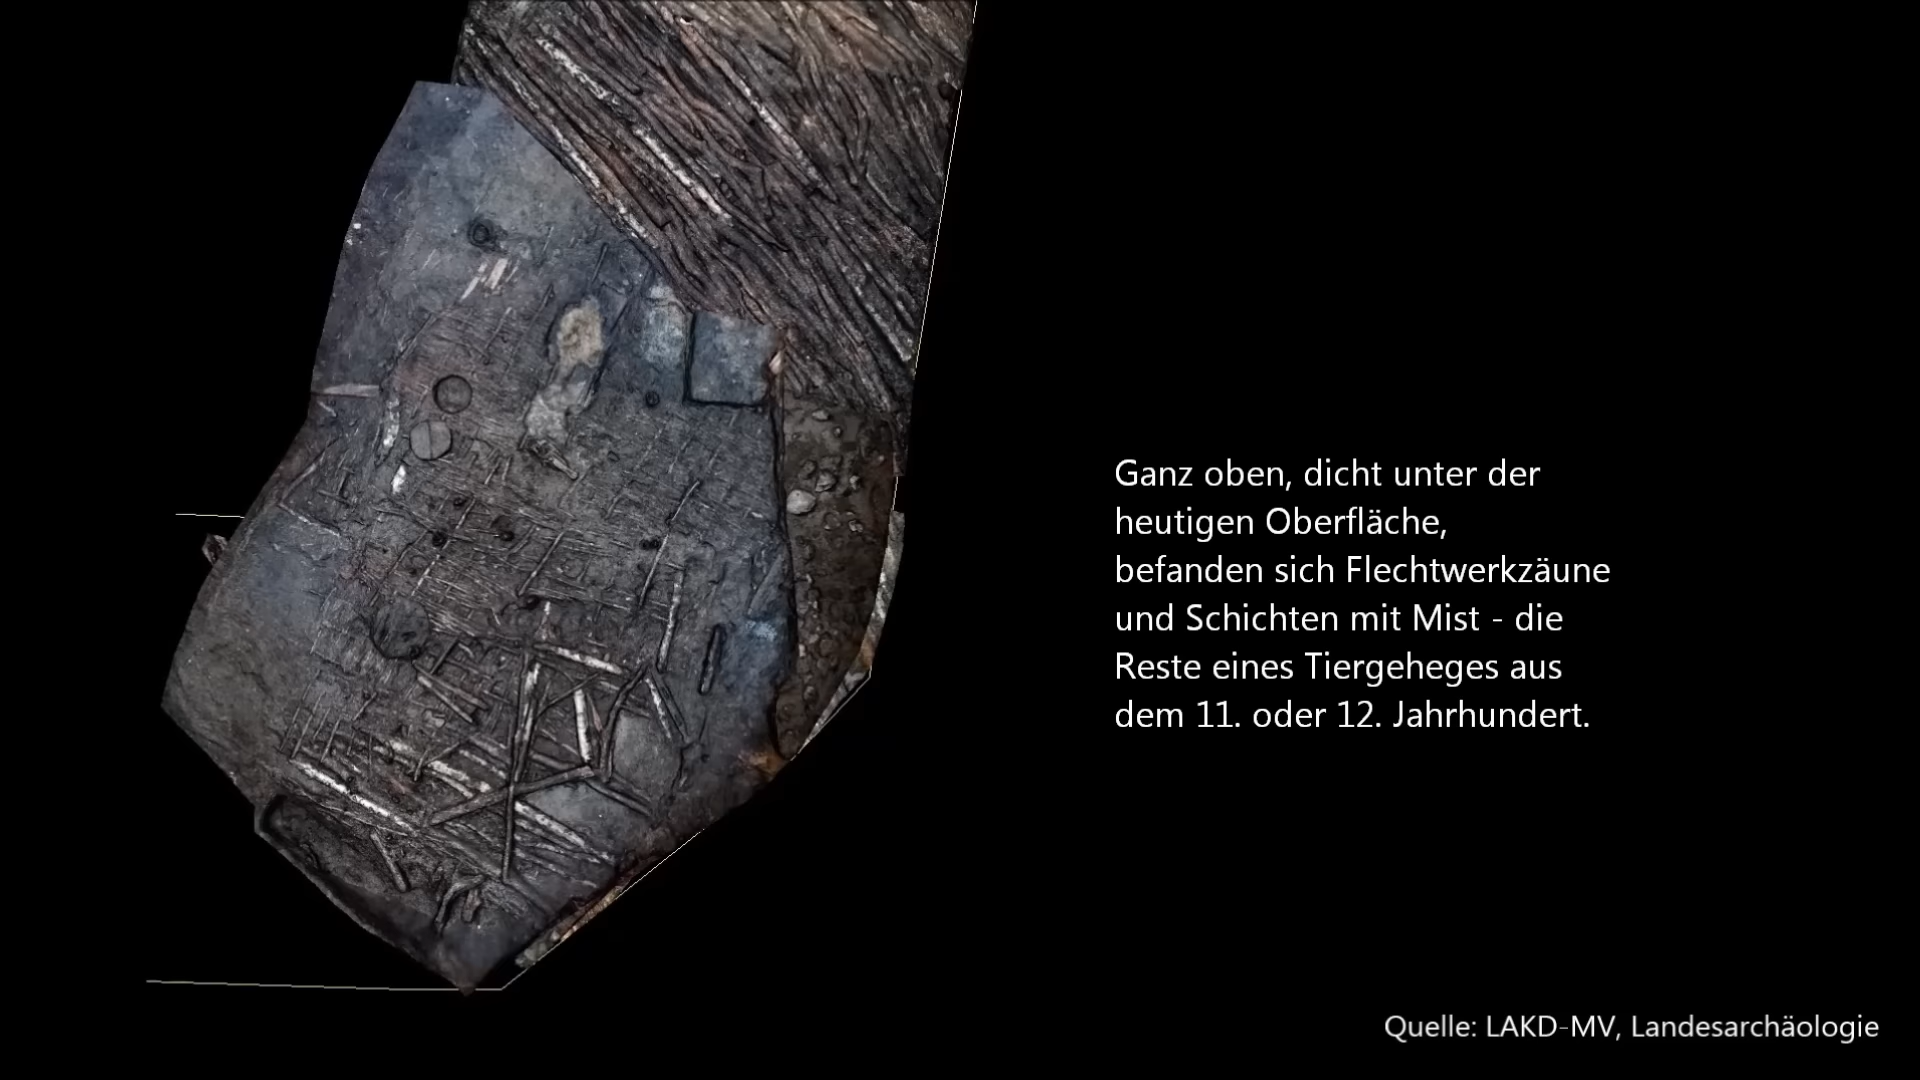 Ganz oben, dicht unter der
heutigen Oberfläche,
befanden sich Flechtwerkzäune
und Schichten mit Mist - die
Reste eines Tiergeheges aus
dem 11. oder 12. Jahrhundert.
Quelle: LAKD-MV, Landesarchäologie